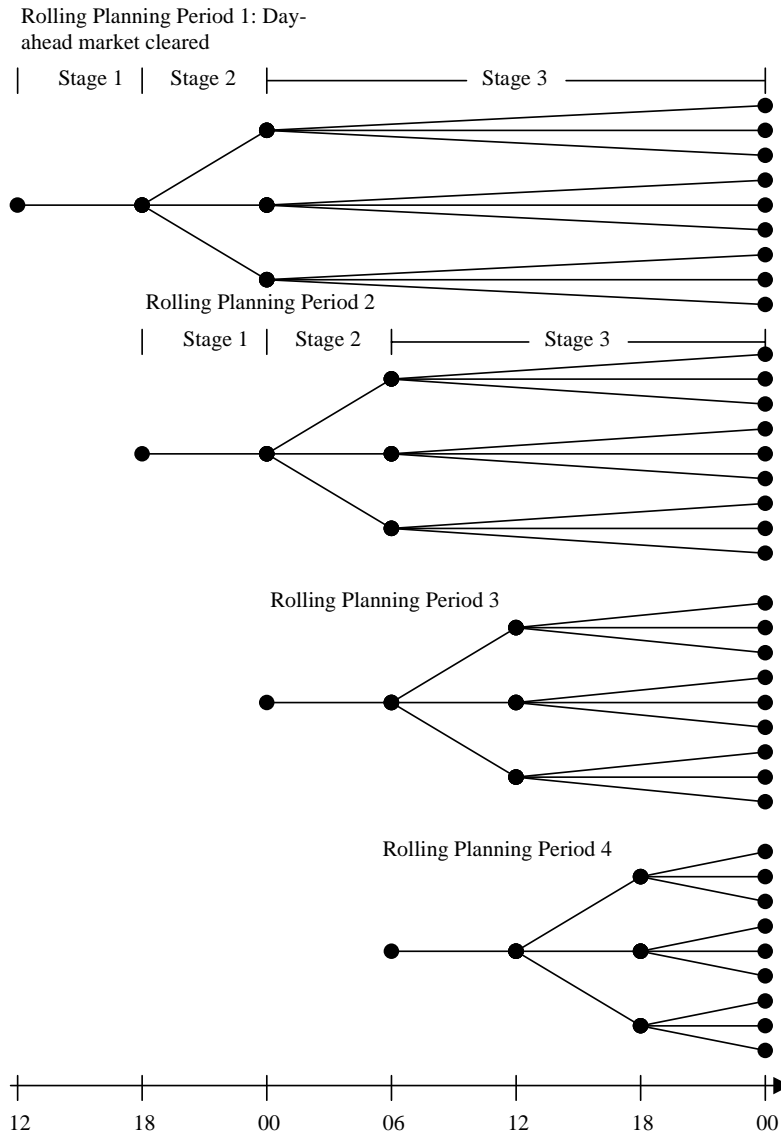 Rolling Planning Period 1: Day-
ahead market cleared
Stage 1 Stage 2 Stage 3
Rolling Planning Period 2
Stage 1 Stage 2 Stage 3
Rolling Planning Period 3
Rolling Planning Period 4
12 18 00 06 12 18 00